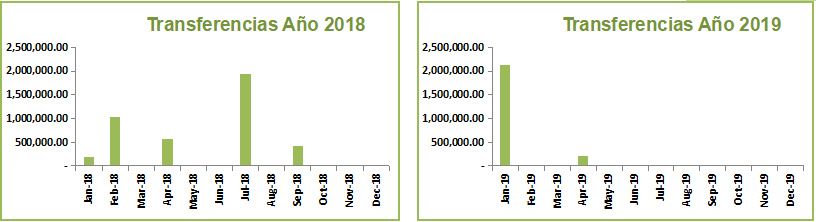 Transferencias Año 2018
2,500,000.00
2,000,000.00
1,500,000.00
1,000,000.00
500,000.00
-
Jan-18
Feb-18
Mar-18
Apr-18
May-18
Jun-18
Jul-18
Aug-18
Sep-18
Oct-18
Nov-18
Dec-18
Transferencias Año 2019
2,500,000.00
2,000,000.00
1,500,000.00
1,000,000.00
500,000.00
-
Jan-19
Feb-19
Mar-19
Apr-19
May-19
Jun-19
Jul-19
Aug-19
Sep-19
Oct-19
Nov-19
Dec-19